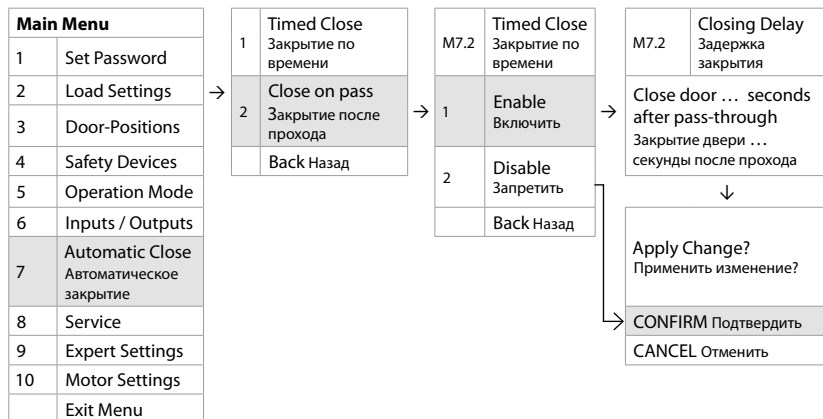 Main Menu
1 Set Password
2 Load Settings
3 Door-Positions
4 Safety Devices
5 Operation Mode
6 Inputs / Outputs
7 Automatic Close
Автоматическое
закрытие
8 Service
9 Expert Settings
10 Motor Settings
Exit Menu
1 Timed Close
Закрытие по
времени
2 Close on pass
Закрытие после
прохода
Back Назад
M7.2 Timed Close
Закрытие по
времени
1 Enable
Включить
2 Disable
Запретить
Back Назад
M7.2 Closing Delay
Задержка
закрытия
Close door … seconds
after pass-through
Закрытие двери …
секунды после прохода
Apply Change?
Применить изменение?
CONFIRM Подтвердить
CANCEL Отменить